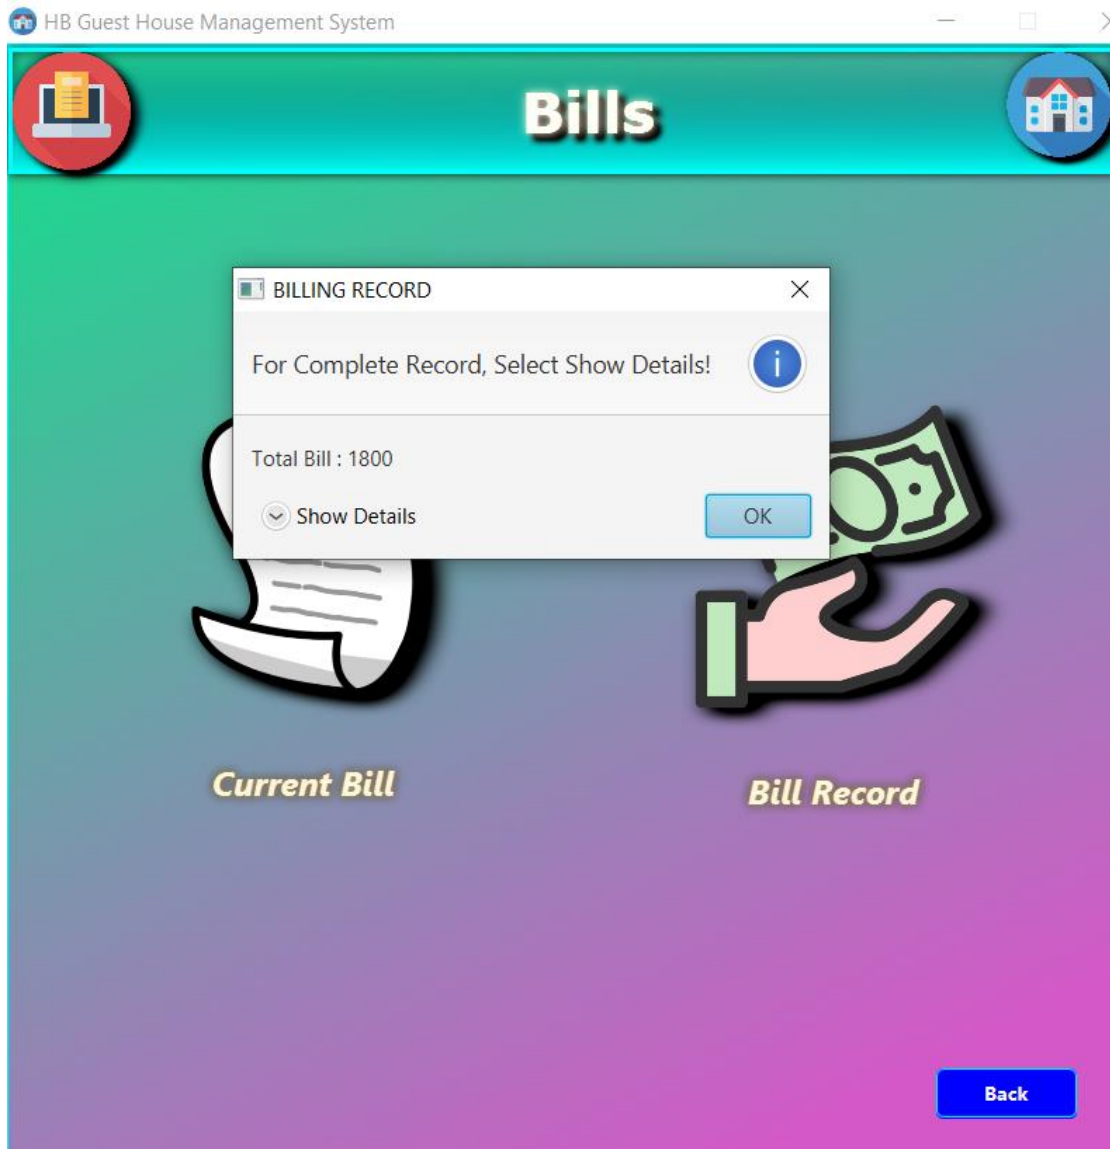 HB Guest House Management System
Bills
BILLING RECORD
For Complete Record, Select Show Details!
i
Total Bill : 1800
Show Details
OK
Current Bill
Bill Record
Back